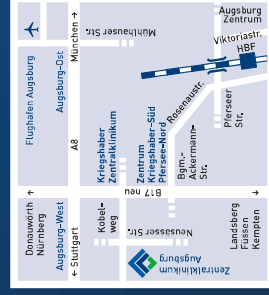 Augsburg
Zentrum
Viktoriastr.
HBF
München →
Mühlhauser Str.
Flughafen Augsburg
Augsburg-Ost
A8
Kriegshaber
Zentralklinikum
Zentrum
Kriegshaber-Süd
Pfersee-Nord
Rosenaustr.
Pferseer
Str.
Bgm.-
Ackermann-
Str.
← B17 neu →
Donauwörth
Nürnberg
Augsburg-West
← Stuttgart
Kobel-
weg
Neusässer Str.
Zentralklinikum
Augsburg
Landsberg
Füssen
Kempten